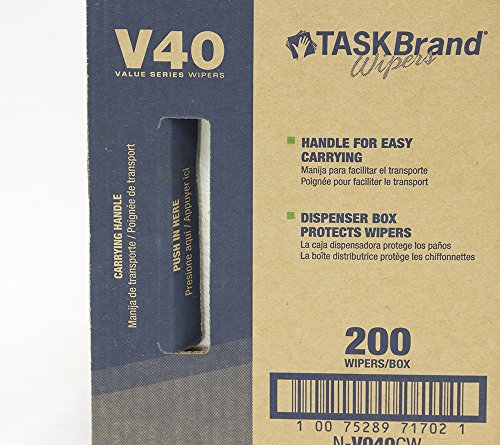 V40
VALUE SERIES WIPERS
CARRYING HANDLE
Manija de transporte / Poignée de transport
PUSH IN HERE
Presione aquí / Appuyer ici
TASKBrand®
Wipers
HANDLE FOR EASY
CARRYING
Manija para facilitar el transporte
Poignée pour faciliter le transport
DISPENSER BOX
PROTECTS WIPERS
La caja dispensadora protege los paños
La boîte distributrice protège les chiffonnettes
200
WIPERS/BOX
1 00 75289 71702 1
N-V040CW